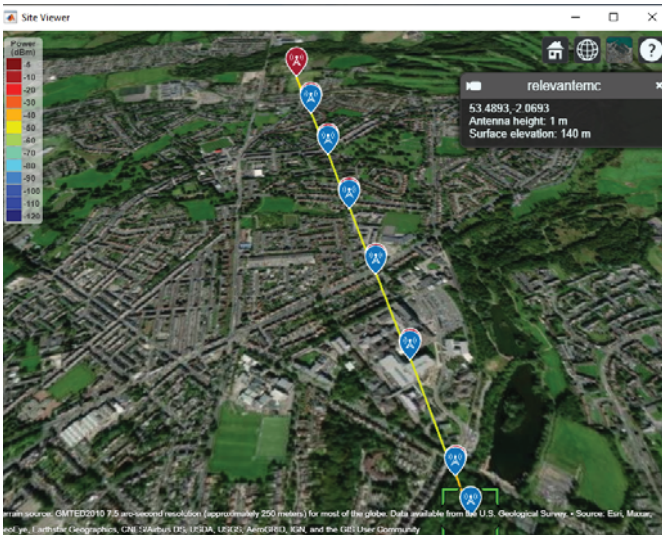 Site Viewer
Power
(dBm)
-5
-10
-20
-30
-40
-50
-60
-70
-80
-90
-100
-110
-120
?
relevantemc
53.4893,-2.0693
Antenna height: 1 m
Surface elevation: 140 m
errain source: GMTED2010 7.5 arc-second resolution (approximately 250 meters) for most of the globe. Data available from the U.S. Geological Survey. • Source: Esri, Maxar,
eoEye, Earthstar Geographics, CNES/Airbus DS, USDA, USGS, AeroGRID, IGN, and the GIS User Community